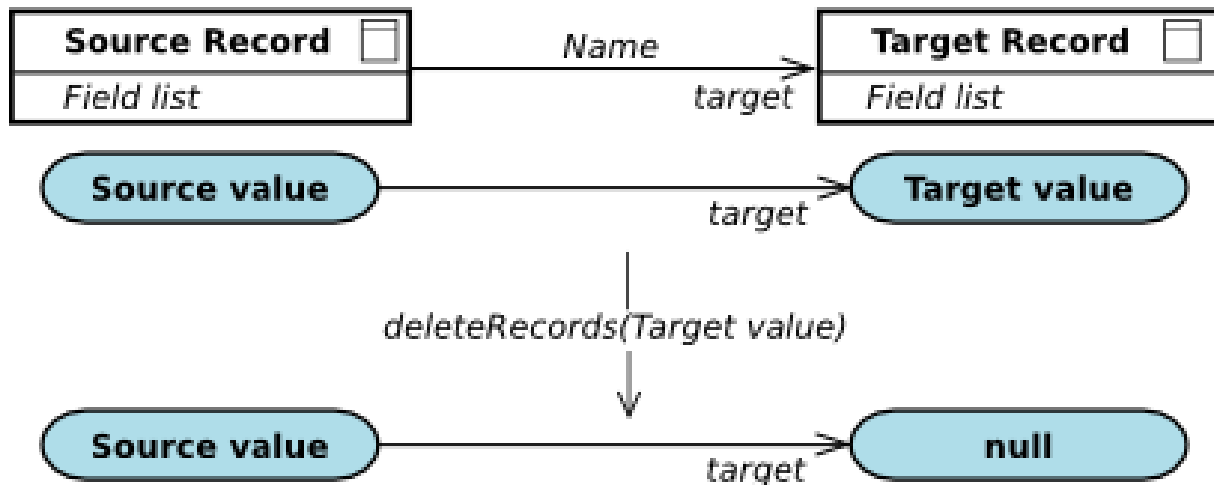 Source Record
Name
Target Record
Field list
target
Field list
Source value
Target value
target
deleteRecords(Target value)
Source value
null
target